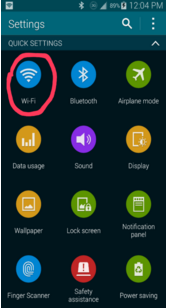 89% 12:04 PM
Settings
QUICK SETTINGS
Wi-Fi
Bluetooth
Airplane mode
Data usage
Sound
Display
Wallpaper
Lock screen
Notification
panel
Finger Scanner
Safety
assistance
Power saving